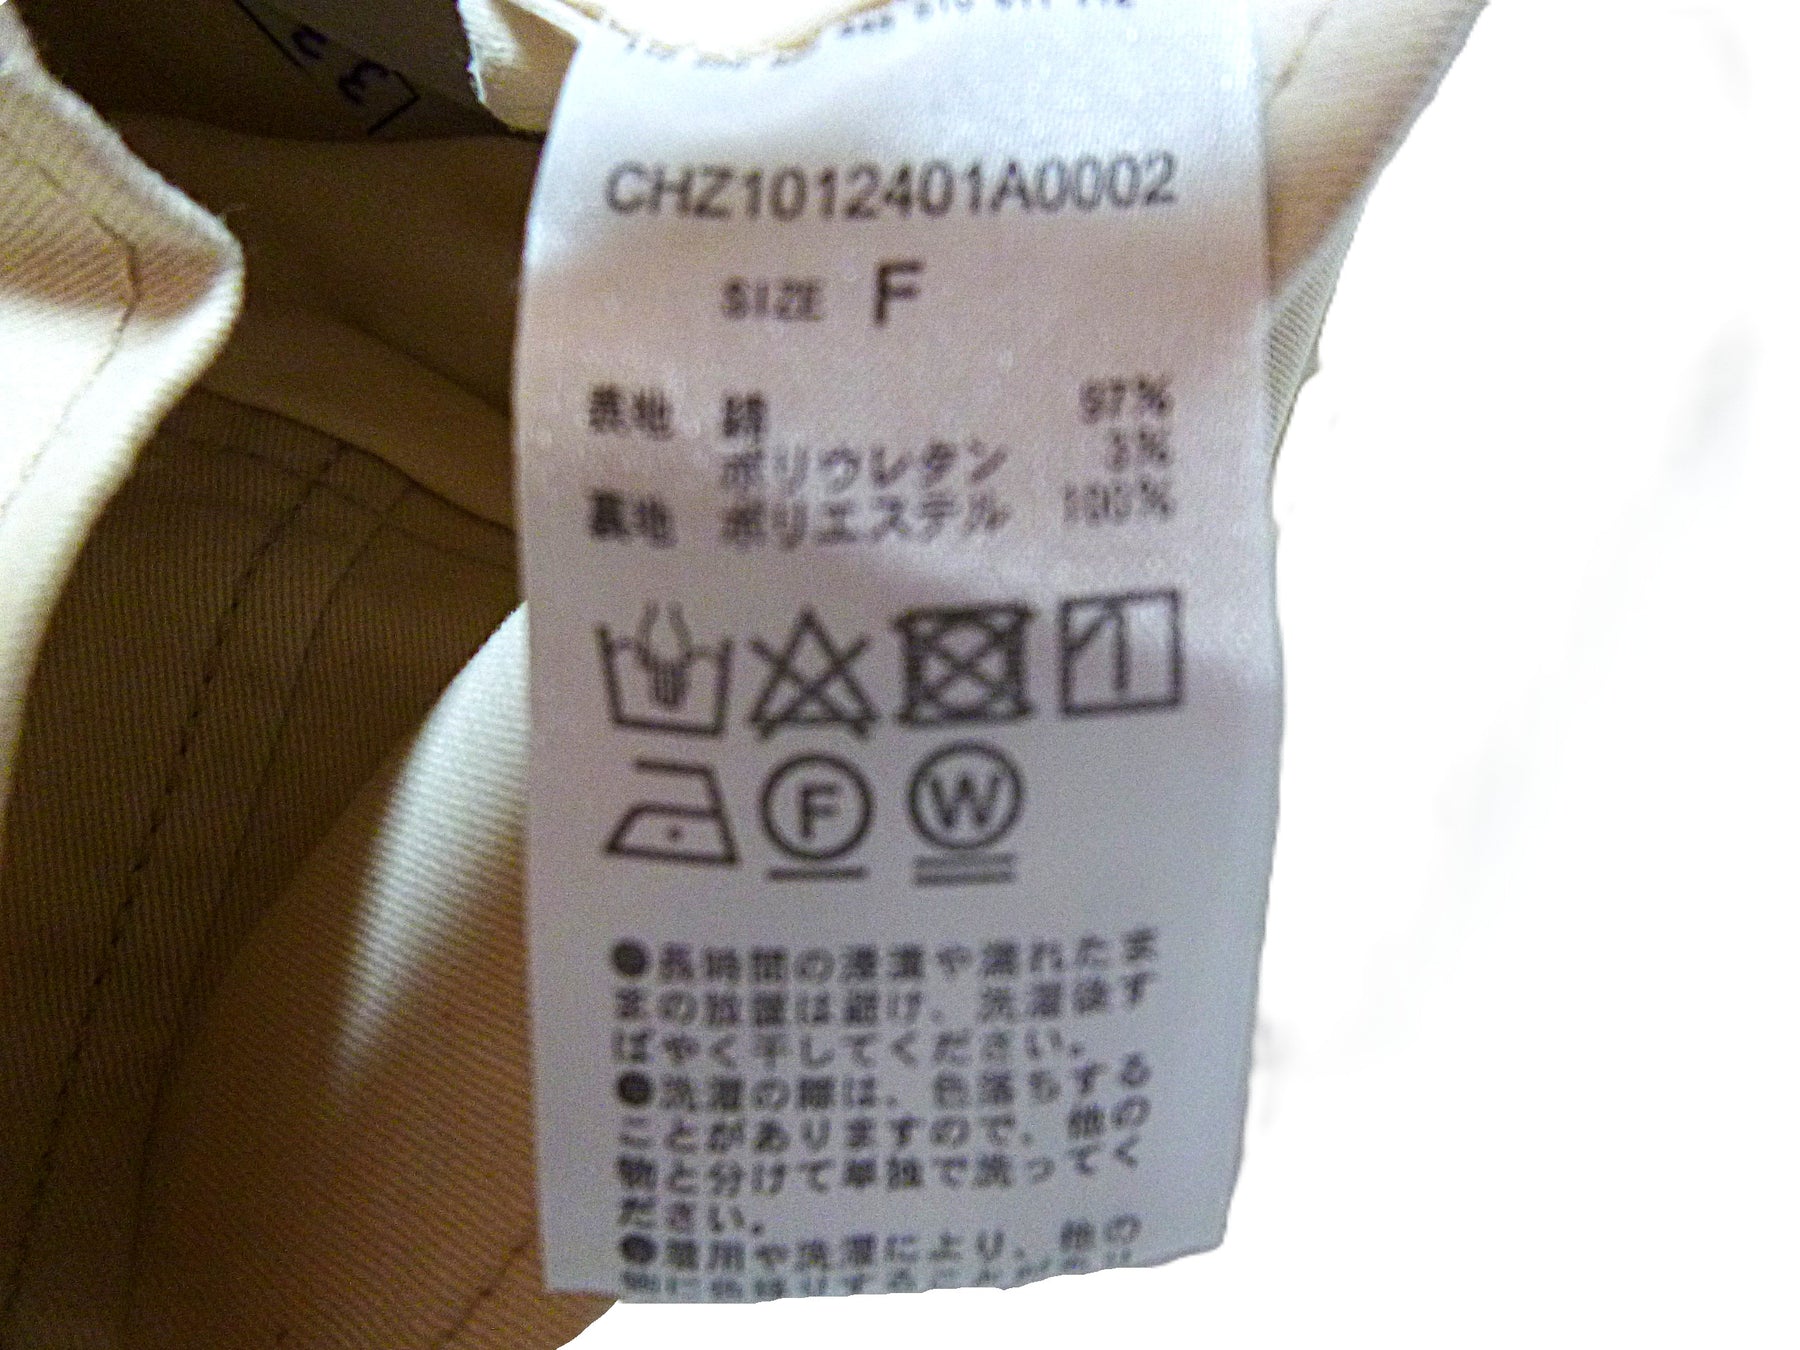 CHZ1012401A0002
SIZE F
表地 綿 97%
ポリウレタン 3%
裏地 ポリエステル 100%
F W
●長時間の浸漬や濡れたま
まの放置は避け、洗濯後す
ばやく干してください。
●洗濯の際は、色落ちする
ことがありますので、他の
物と分けて単独で洗ってく
ださい。
●着用や洗濯により、他の